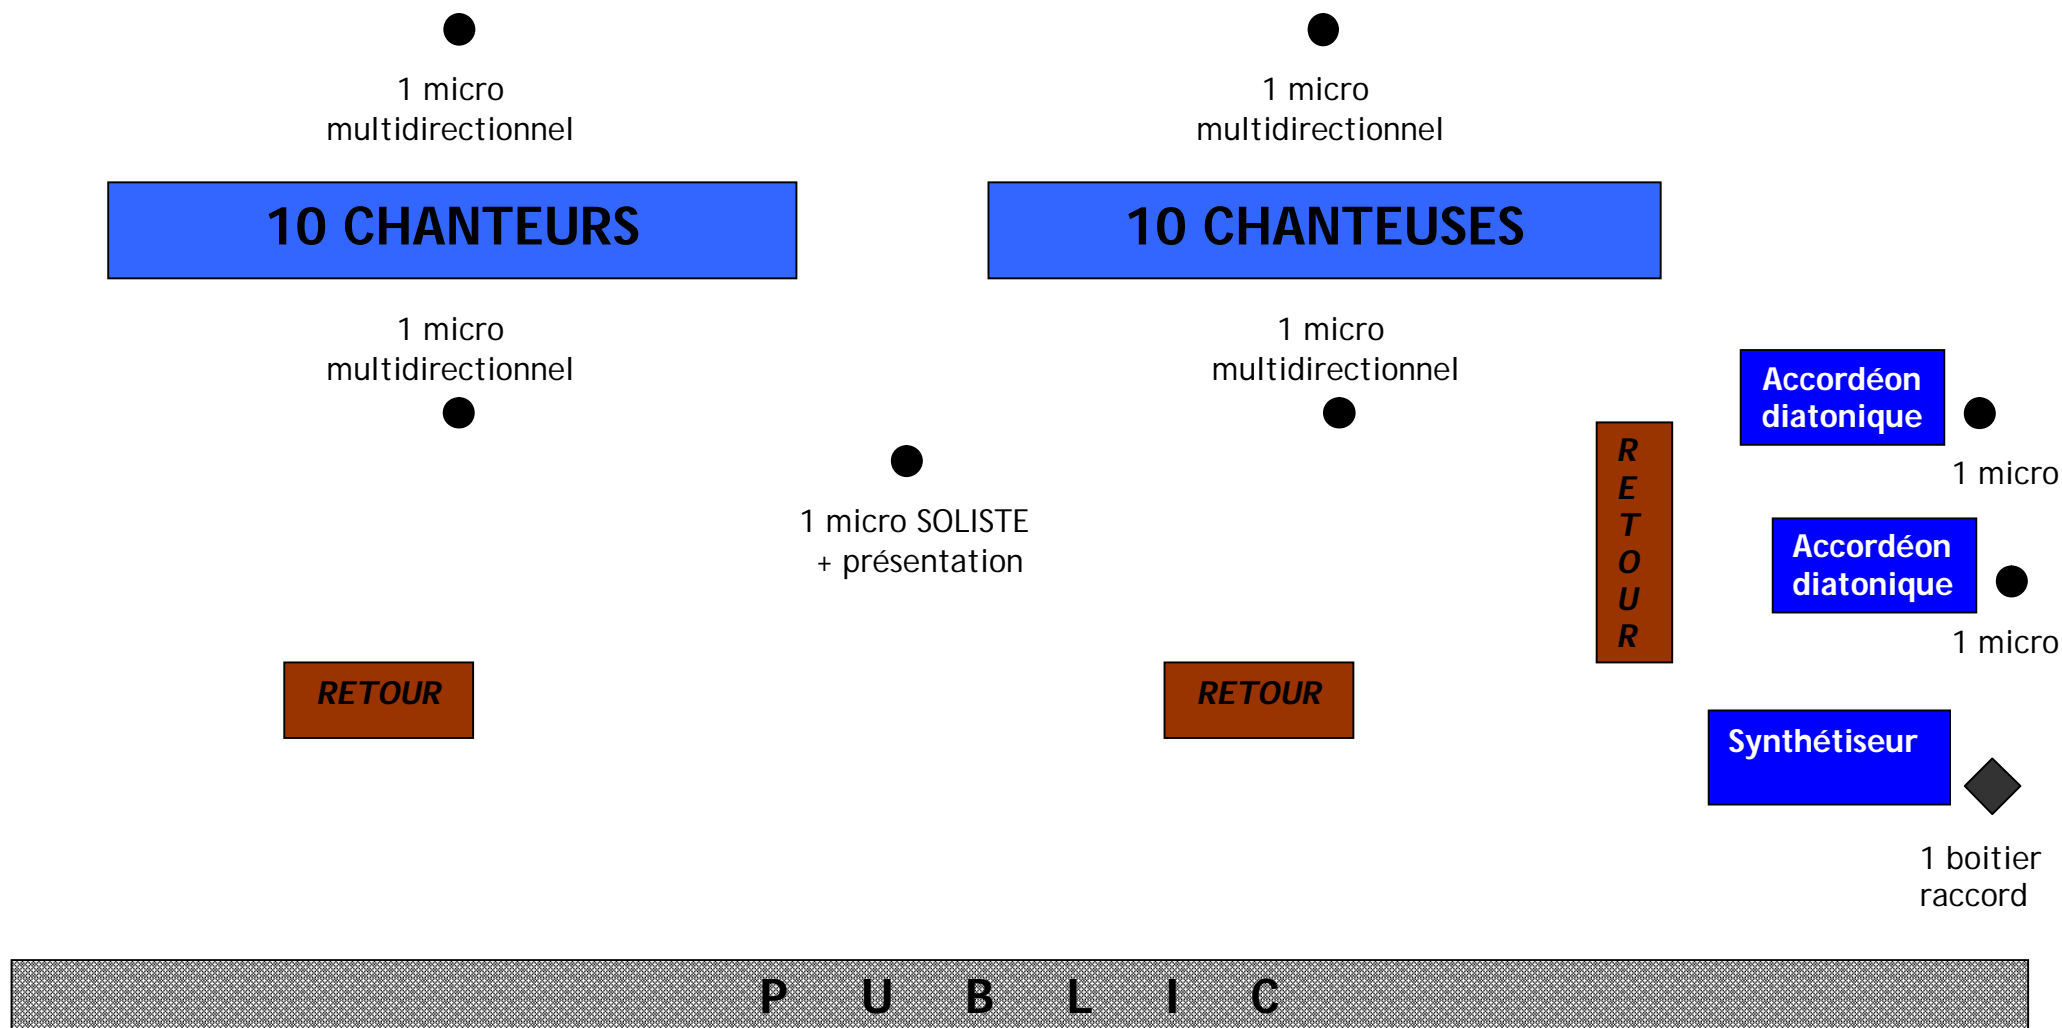 1 micro
multidirectionnel
1 micro
multidirectionnel
10 CHANTEURS
10 CHANTEUSES
1 micro
multidirectionnel
1 micro
multidirectionnel
Accordéon
diatonique
1 micro
RETOUR
1 micro SOLISTE
+ présentation
Accordéon
diatonique
1 micro
RETOUR
RETOUR
Synthétiseur
1 boitier
raccord
P U B L I C